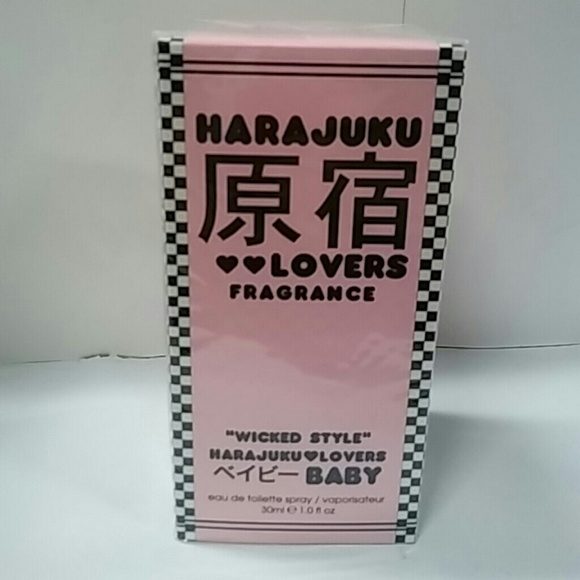 HARAJUKU
原宿
♥♥LOVERS
FRAGRANCE
"WICKED STYLE"
HARAJUKU♥LOVERS
ベイビー BABY
eau de toilette spray / vaporisateur
30ml ℮ 1.0 fl oz